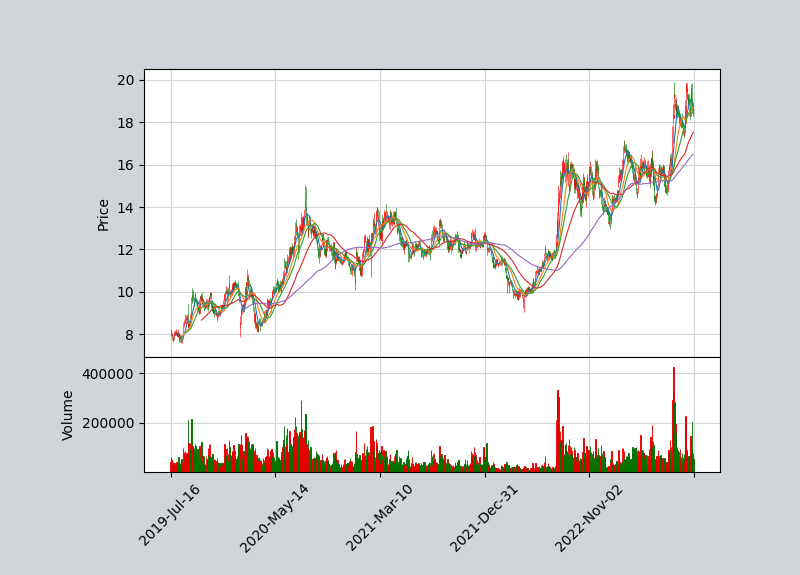 20
18
16
14
12
10
8
Price
400000
200000
Volume
2019-Jul-16
2020-May-14
2021-Mar-10
2021-Dec-31
2022-Nov-02